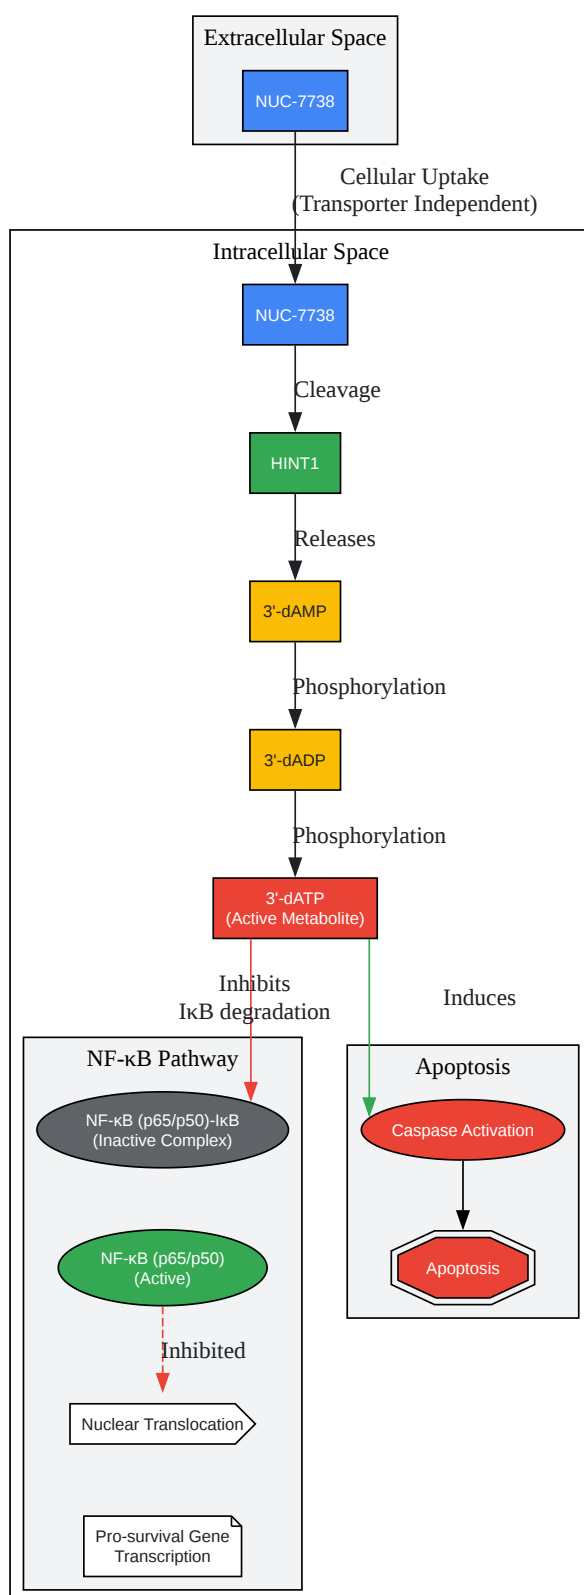 Extracellular Space
NUC-7738
Cellular Uptake
(Transporter Independent)
Intracellular Space
NUC-7738
Cleavage
HINT1
Releases
3'-dAMP
Phosphorylation
3'-dADP
Phosphorylation
3'-dATP
(Active Metabolite)
Inhibits
IκB degradation
Induces
NF-κB Pathway
NF-κB (p65/p50)-IκB
(Inactive Complex)
NF-κB (p65/p50)
(Active)
Inhibited
Nuclear Translocation
Pro-survival Gene
Transcription
Apoptosis
Caspase Activation
Apoptosis